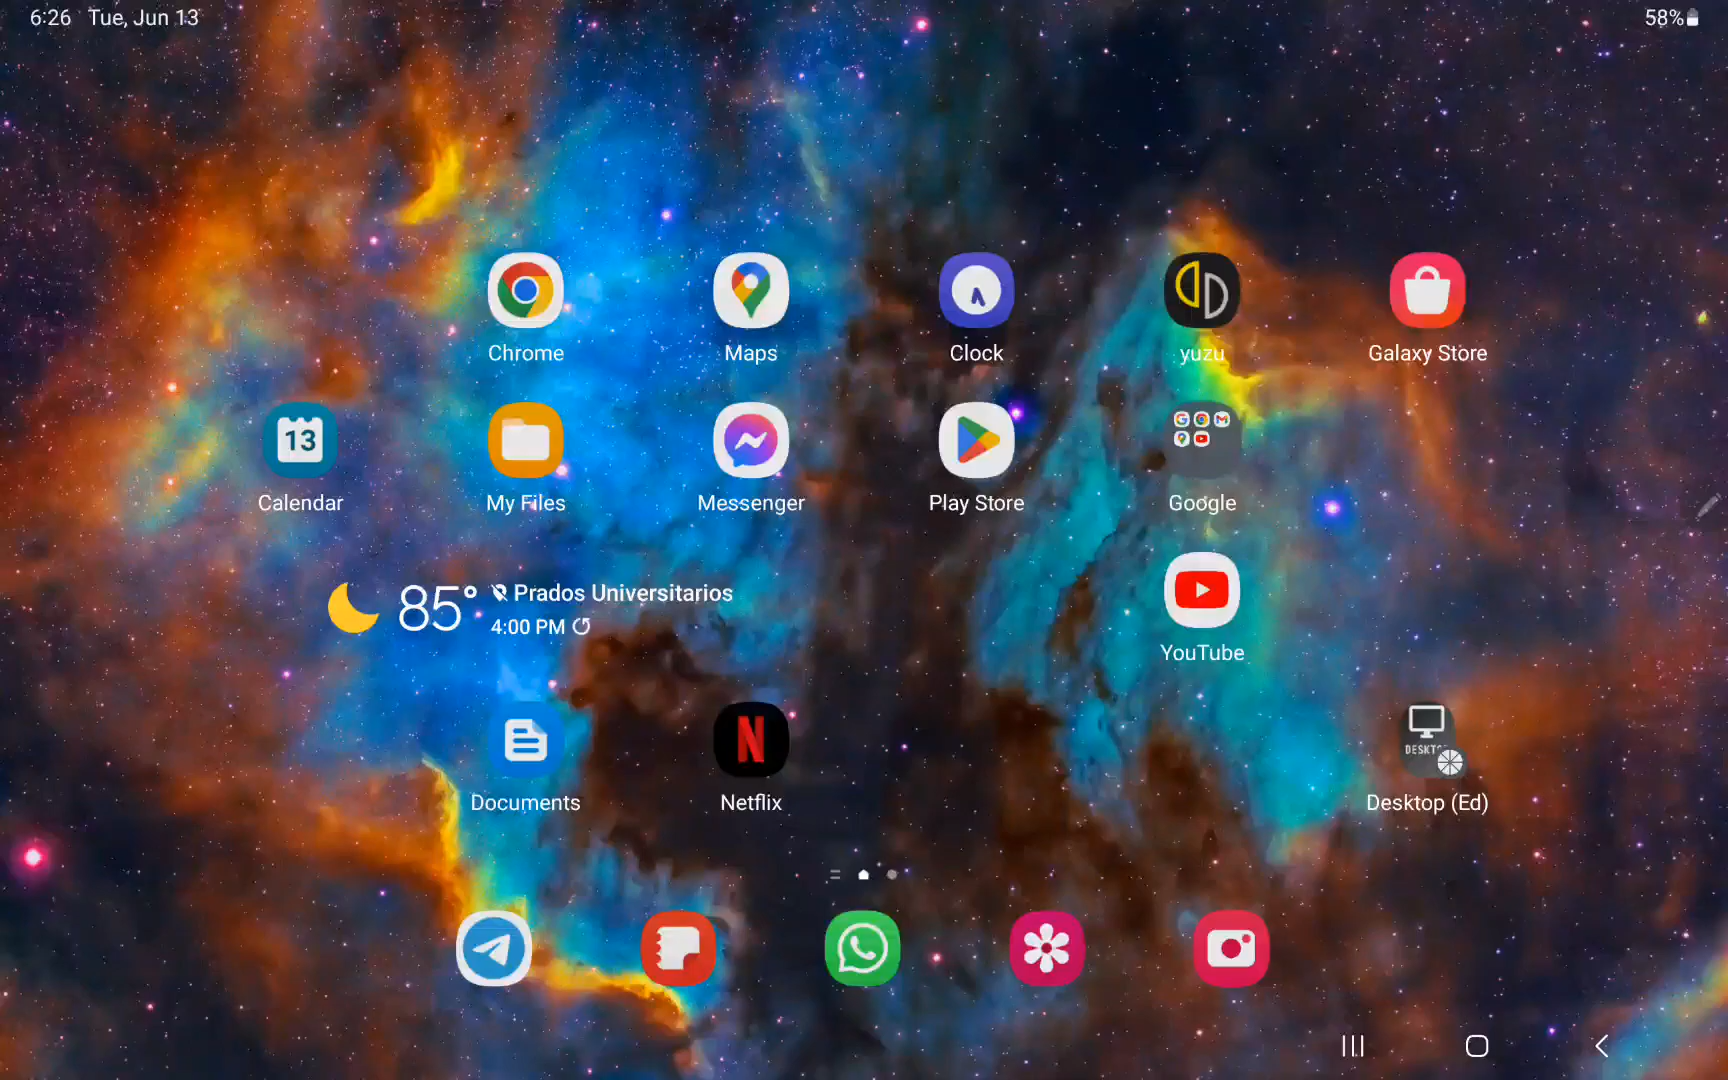 6:26 Tue, Jun 13
58%
Chrome
Maps
Clock
yuzu
Galaxy Store
13
Calendar
My Files
Messenger
Play Store
Google
85° Prados Universitarios
4:00 PM
YouTube
Documents
Netflix
Desktop (Ed)